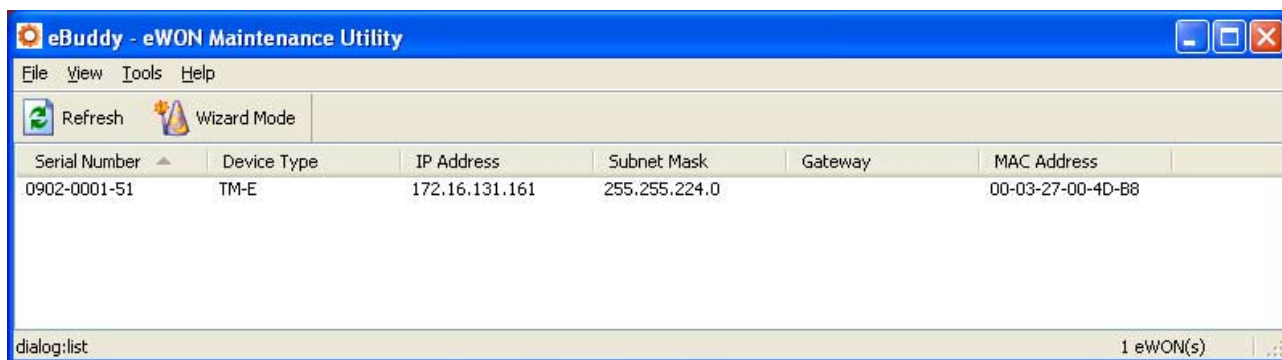 eBuddy - eWON Maintenance Utility
File View Tools Help
Refresh Wizard Mode
Serial Number Device Type IP Address Subnet Mask Gateway MAC Address
0902-0001-51 TM-E 172.16.131.161 255.255.224.0 00-03-27-00-4D-B8
dialog:list 1 eWON(s)